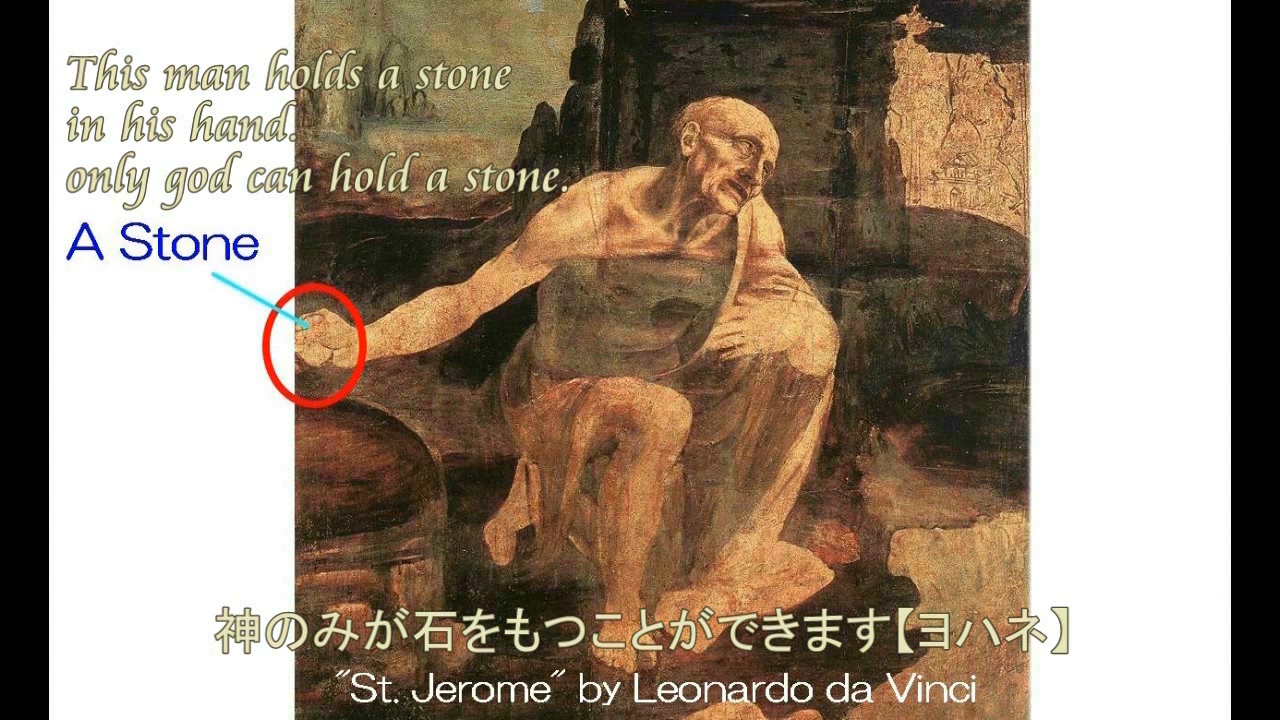 This man holds a stone
in his hand.
only god can hold a stone.
A Stone
神のみが石をもつことができます【ヨハネ】
"St. Jerome" by Leonardo da Vinci